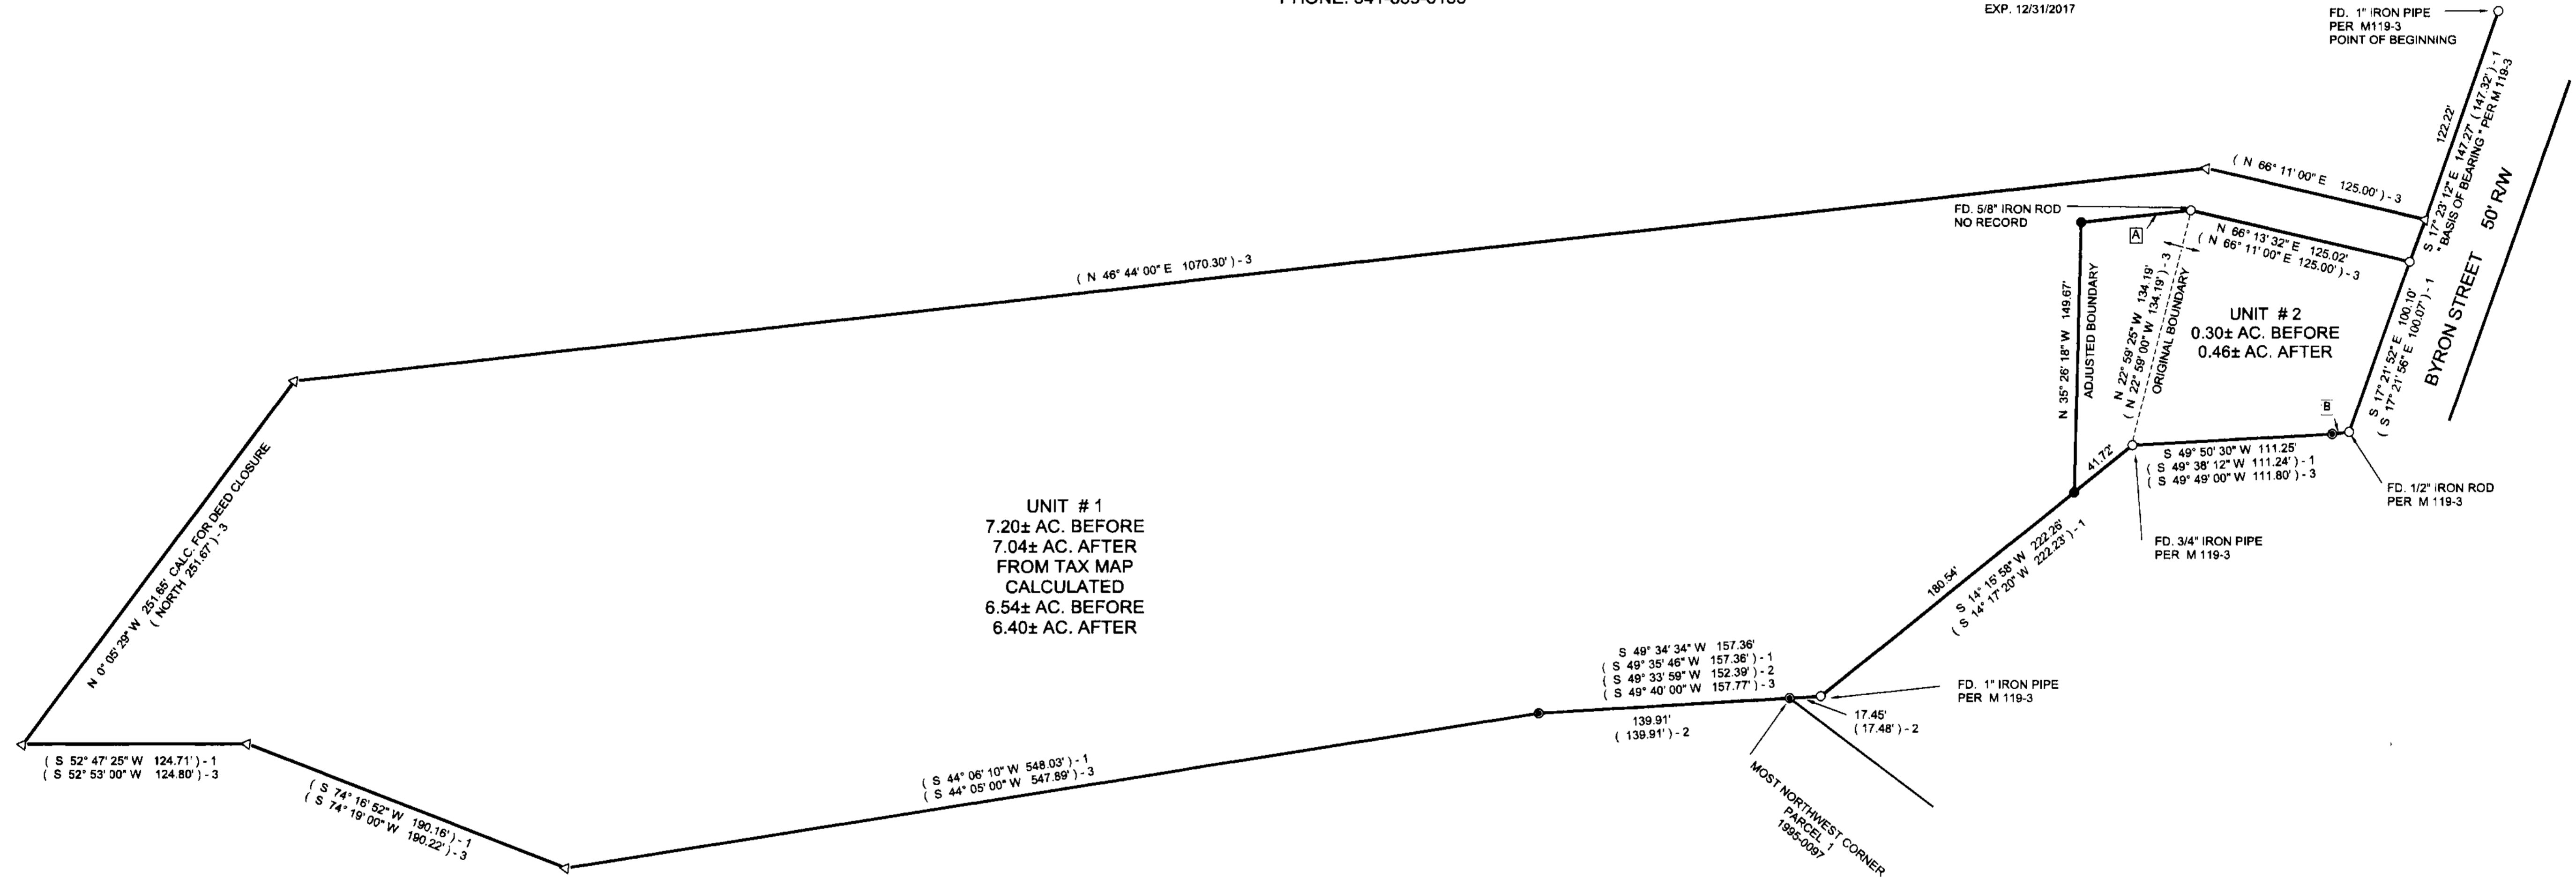 EXP. 12/31/2017
FD. 1" IRON PIPE
PER M119-3
POINT OF BEGINNING
122.22'
S 17° 23' 12" E 147.27' ( 147.32' ) - 1
" BASIS OF BEARING " PER M 119-3
BYRON STREET 50' R/W
( N 66° 11' 00" E 125.00' ) - 3
FD. 5/8" IRON ROD
NO RECORD
A
N 66° 13' 32" E 125.02'
( N 66° 11' 00" E 125.00' ) - 3
( N 46° 44' 00" E 1070.30' ) - 3
N 35° 26' 18" W 149.67'
ADJUSTED BOUNDARY
N 22° 59' 25" W 134.19'
( N 22° 59' 00" W 134.19' ) - 3
ORIGINAL BOUNDARY
UNIT # 2
0.30± AC. BEFORE
0.46± AC. AFTER
S 17° 21' 52" E 100.10'
( S 17° 21' 56" E 100.07' ) - 1
B
41.72'
S 49° 50' 30" W 111.25'
( S 49° 38' 12" W 111.24' ) - 1
( S 49° 49' 00" W 111.80' ) - 3
FD. 1/2" IRON ROD
PER M 119-3
FD. 3/4" IRON PIPE
PER M 119-3
N 0° 05' 29" W 251.65' CALC. FOR DEED CLOSURE
( NORTH 251.67' ) - 3
UNIT # 1
7.20± AC. BEFORE
7.04± AC. AFTER
FROM TAX MAP
CALCULATED
6.54± AC. BEFORE
6.40± AC. AFTER
180.54'
S 14° 15' 58" W 222.26'
( S 14° 17' 20" W 222.23' ) - 1
S 49° 34' 34" W 157.36'
( S 49° 35' 46" W 157.36' ) - 1
( S 49° 33' 59" W 152.39' ) - 2
( S 49° 40' 00" W 157.77' ) - 3
FD. 1" IRON PIPE
PER M 119-3
139.91'
( 139.91' ) - 2
17.45'
( 17.48' ) - 2
MOST NORTHWEST CORNER
PARCEL 1
1995-0097
( S 52° 47' 25" W 124.71' ) - 1
( S 52° 53' 00" W 124.80' ) - 3
( S 74° 16' 52" W 190.16' ) - 1
( S 74° 19' 00" W 190.22' ) - 3
( S 44° 06' 10" W 548.03' ) - 1
( S 44° 05' 00" W 547.89' ) - 3